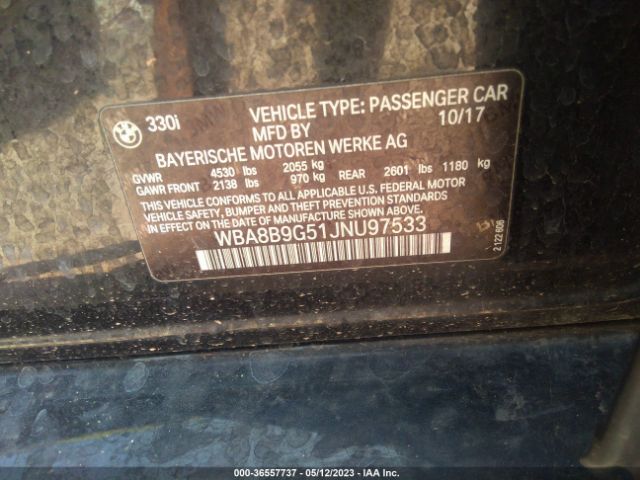 330i VEHICLE TYPE: PASSENGER CAR
MFD BY 10/17
BAYERISCHE MOTOREN WERKE AG
GVWR 4530 lbs 2055 kg
GAWR FRONT 2138 lbs 970 kg REAR 2601 lbs 1180 kg
THIS VEHICLE CONFORMS TO ALL APPLICABLE U.S. FEDERAL MOTOR
VEHICLE SAFETY, BUMPER, AND THEFT PREVENTION STANDARDS IN
EFFECT ON THE DATE OF MANUFACTURE SHOWN ABOVE.
WBA8B9G51JNU97533
2 122 606
000-36557737 - 05/12/2023 - IAA Inc.